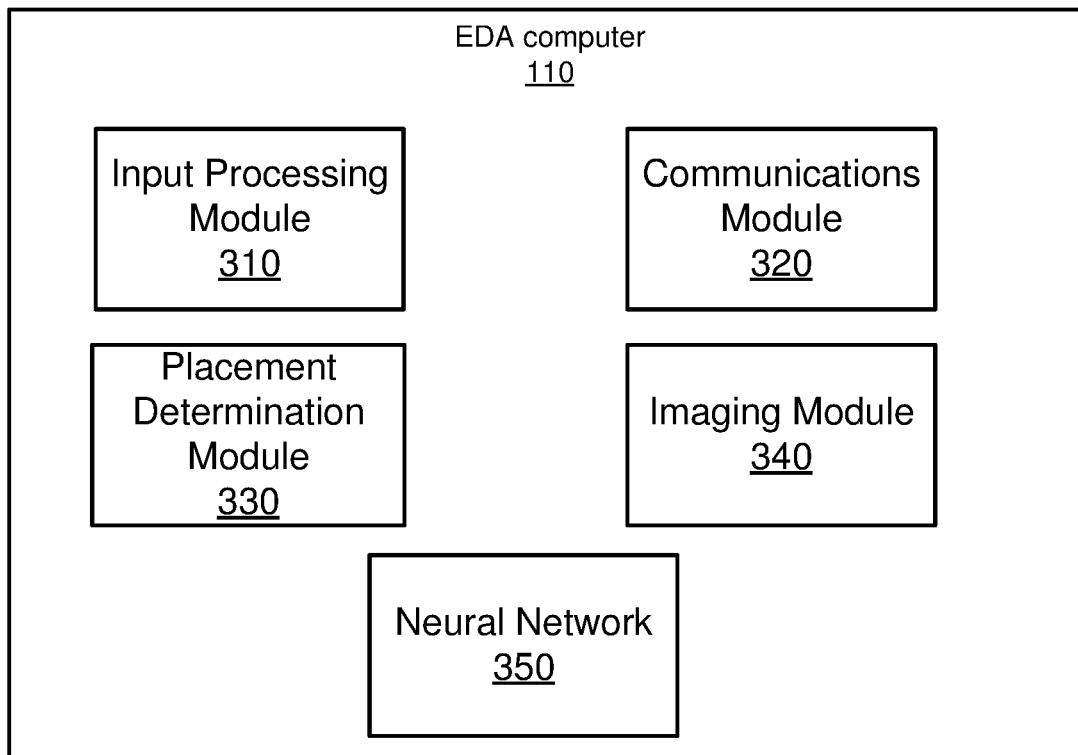 EDA computer
110
Input Processing
Module
310
Communications
Module
320
Placement
Determination
Module
330
Imaging Module
340
Neural Network
350